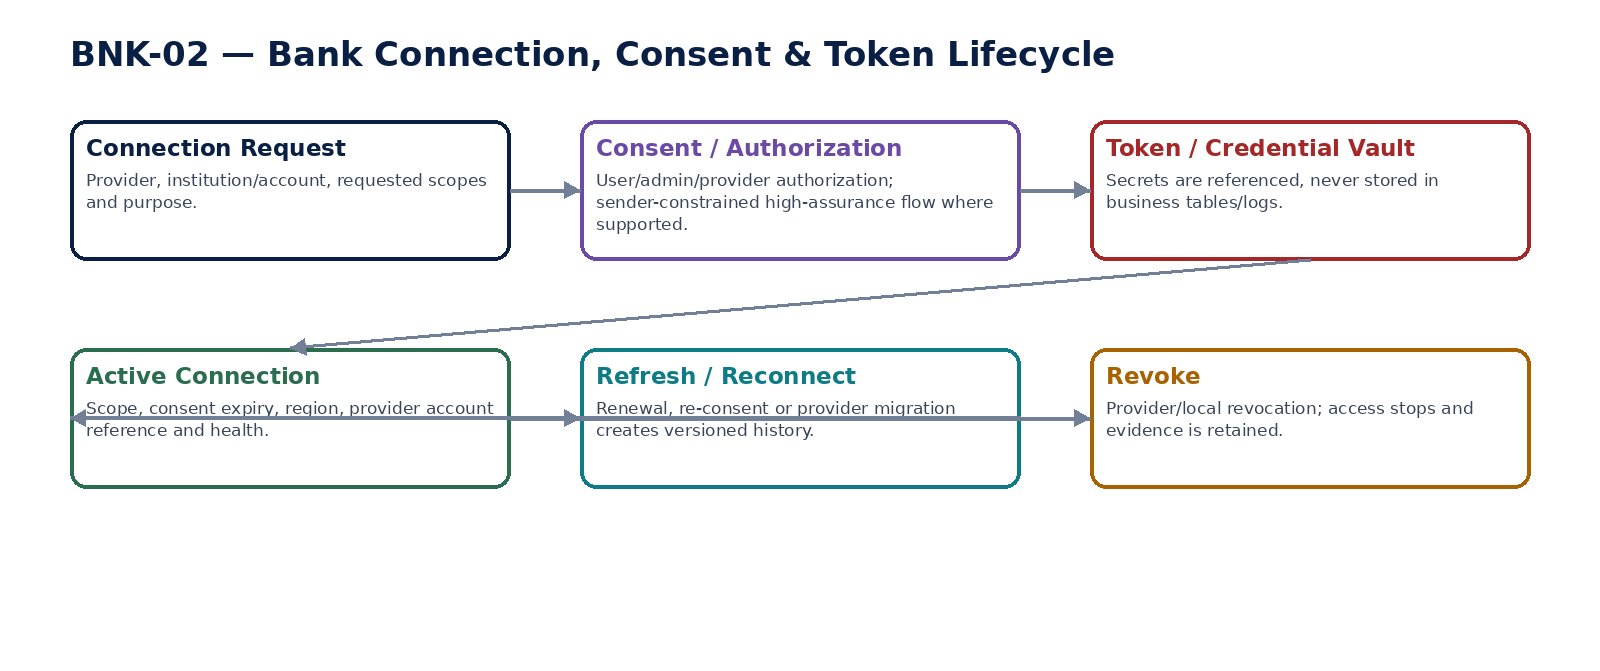 BNK-02 — Bank Connection, Consent & Token Lifecycle
Connection Request
Provider, institution/account, requested scopes
and purpose.
Consent / Authorization
User/admin/provider authorization;
sender-constrained high-assurance flow where
supported.
Token / Credential Vault
Secrets are referenced, never stored in
business tables/logs.
Active Connection
Scope, consent expiry, region, provider account
reference and health.
Refresh / Reconnect
Renewal, re-consent or provider migration
creates versioned history.
Revoke
Provider/local revocation; access stops and
evidence is retained.